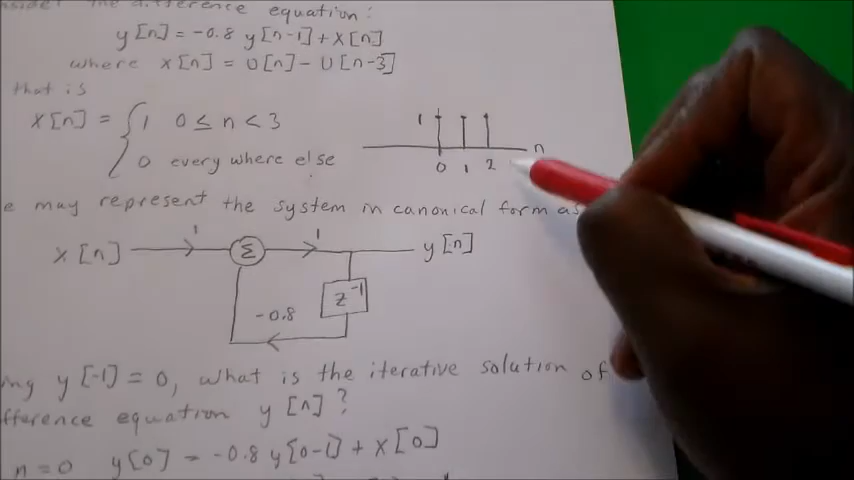 difference equation:
y[n] = -0.8 y[n-1] + x[n]
where x[n] = U[n] - U[n-3]
that is
x[n] = { 1 0 ≤ n < 3
0 every where else
1
n
0 1 2
may represent the system in canonical form as
x[n] 1 Σ 1 y[n]
z⁻¹
-0.8
y[-1] = 0, what is the iterative solution of
equation y[n]?
n=0 y[0] = -0.8 y[0-1] + x[0]